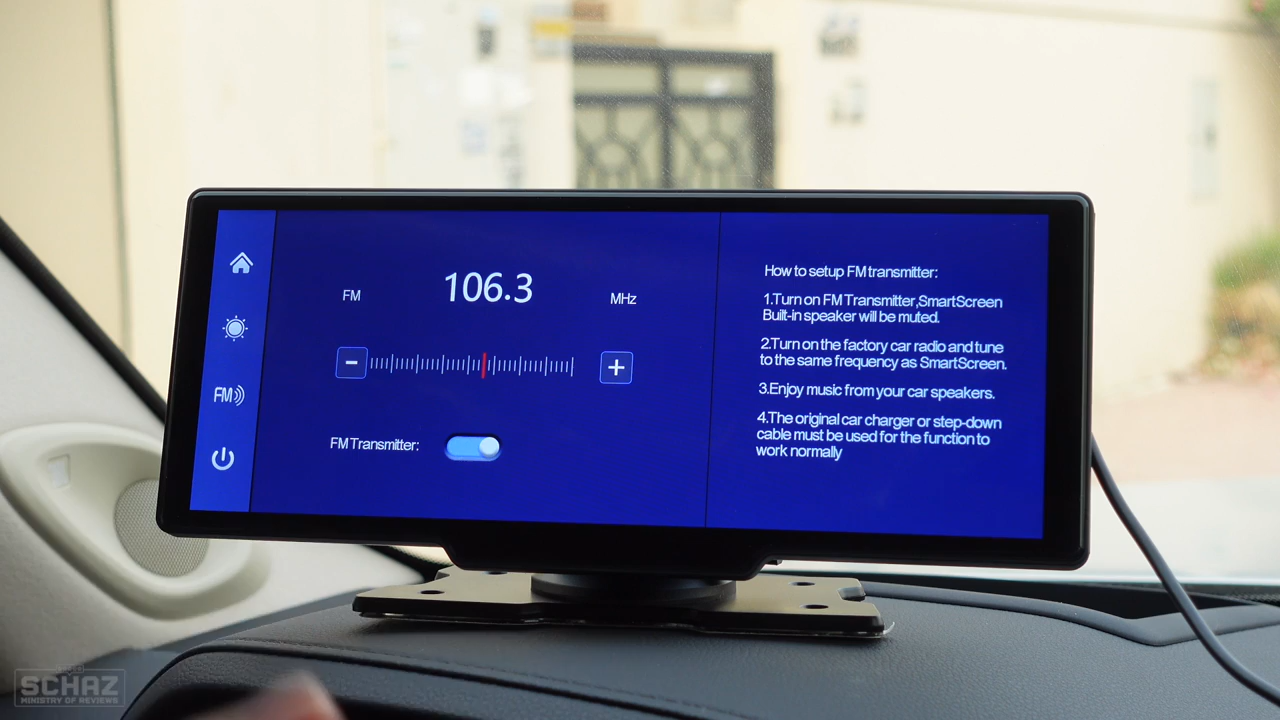 FM
106.3
MHz
-
+
FM
FM Transmitter:
How to setup FM transmitter:
1.Turn on FM Transmitter,SmartScreen
Built-in speaker will be muted.
2.Turn on the factory car radio and tune
to the same frequency as SmartScreen.
3.Enjoy music from your car speakers.
4.The original car charger or step-down
cable must be used for the function to
work normally
SCHAZ
MINISTRY OF REVIEWS